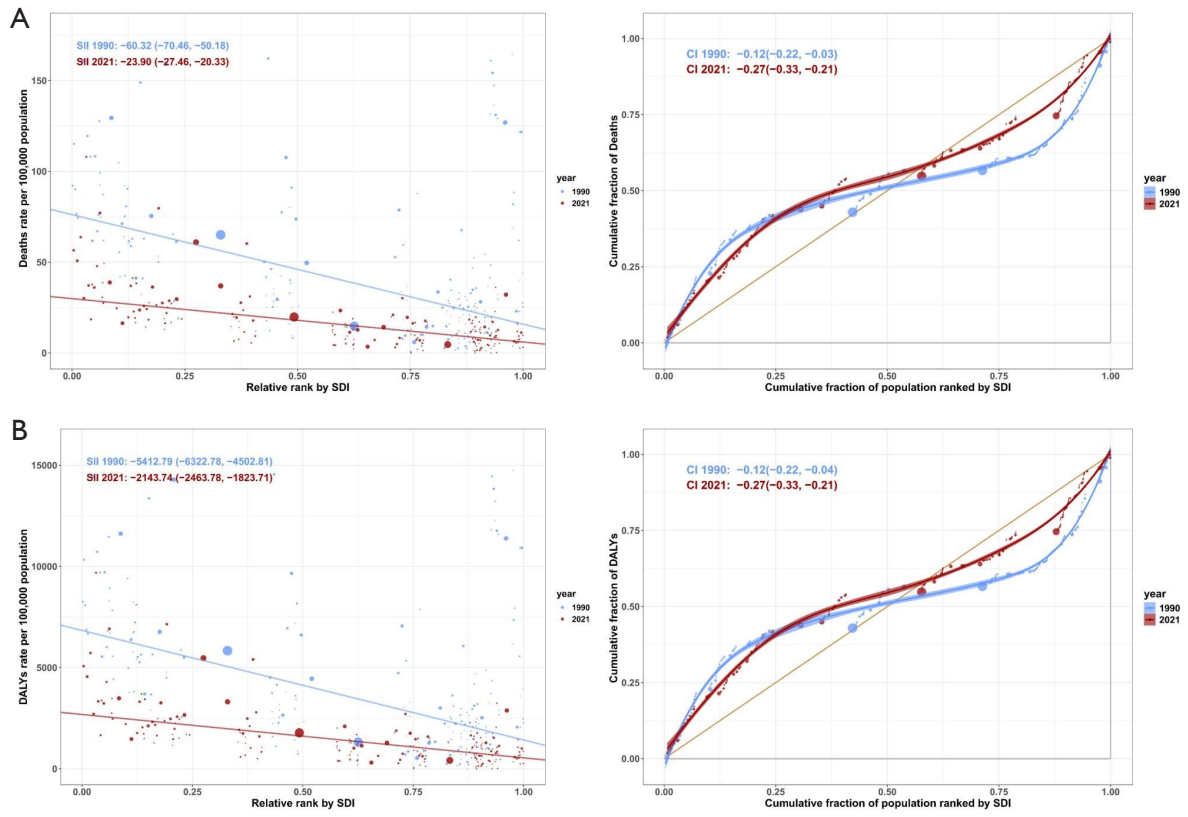 A
SII 1990: −60.32 (−70.46, −50.18)
SII 2021: −23.90 (−27.46, −20.33)
Deaths rate per 100,000 population
150
100
50
0
0.00 0.25 0.50 0.75 1.00
Relative rank by SDI
year
1990
2021
CI 1990: −0.12(−0.22, −0.03)
CI 2021: −0.27(−0.33, −0.21)
Cumulative fraction of Deaths
1.00
0.75
0.50
0.25
0.00
0.00 0.25 0.50 0.75 1.00
Cumulative fraction of population ranked by SDI
year
1990
2021
B
SII 1990: −5412.79 (−6322.78, −4502.81)
SII 2021: −2143.74 (−2463.78, −1823.71)
DALYs rate per 100,000 population
15000
10000
5000
0
0.00 0.25 0.50 0.75 1.00
Relative rank by SDI
year
1990
2021
CI 1990: −0.12(−0.22, −0.04)
CI 2021: −0.27(−0.33, −0.21)
Cumulative fraction of DALYs
1.00
0.75
0.50
0.25
0.00
0.00 0.25 0.50 0.75 1.00
Cumulative fraction of population ranked by SDI
year
1990
2021